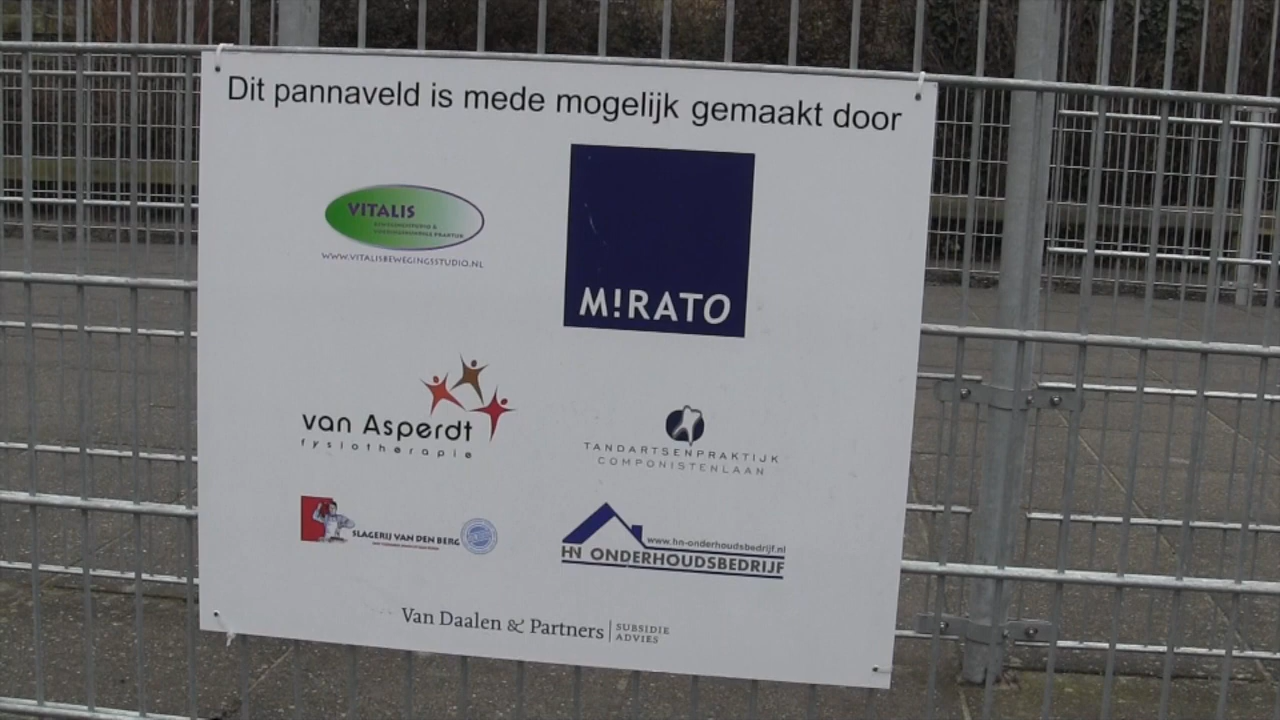 Dit pannaveld is mede mogelijk gemaakt door
VITALIS
WWW.VITALISBEWEGINGSSTUDIO.NL
M!RATO
van Asperdt
fysiotherapie
TANDARTSENPRAKTIJK
COMPONISTENLAAN
SLAGERIJ VAN DEN BERG
www.hn-onderhoudsbedrijf.nl
HN ONDERHOUDSBEDRIJF
Van Daalen & Partners
SUBSIDIE
ADVIES